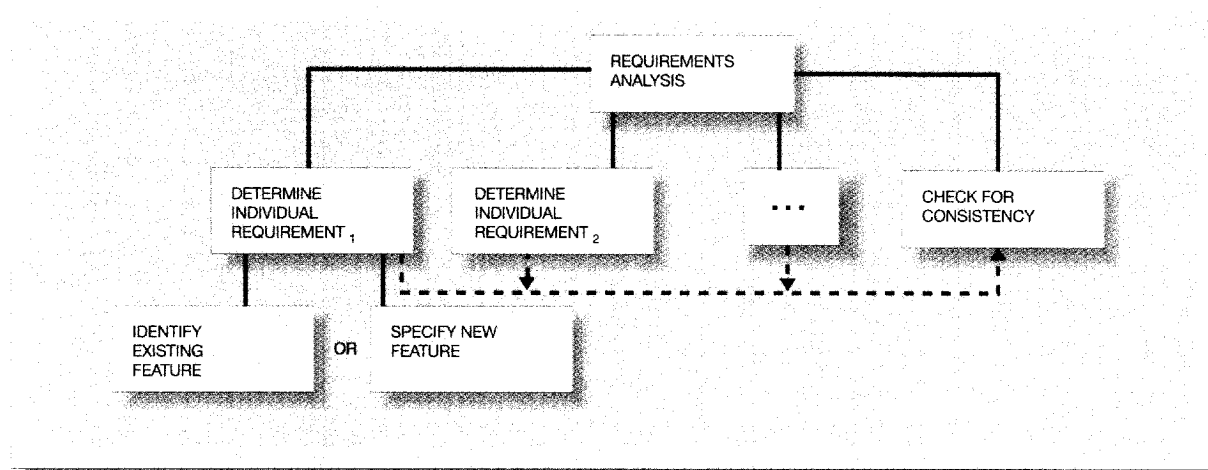 REQUIREMENTS
ANALYSIS
DETERMINE
INDIVIDUAL
REQUIREMENT 1
DETERMINE
INDIVIDUAL
REQUIREMENT 2
...
CHECK FOR
CONSISTENCY
IDENTIFY
EXISTING
FEATURE
OR
SPECIFY NEW
FEATURE